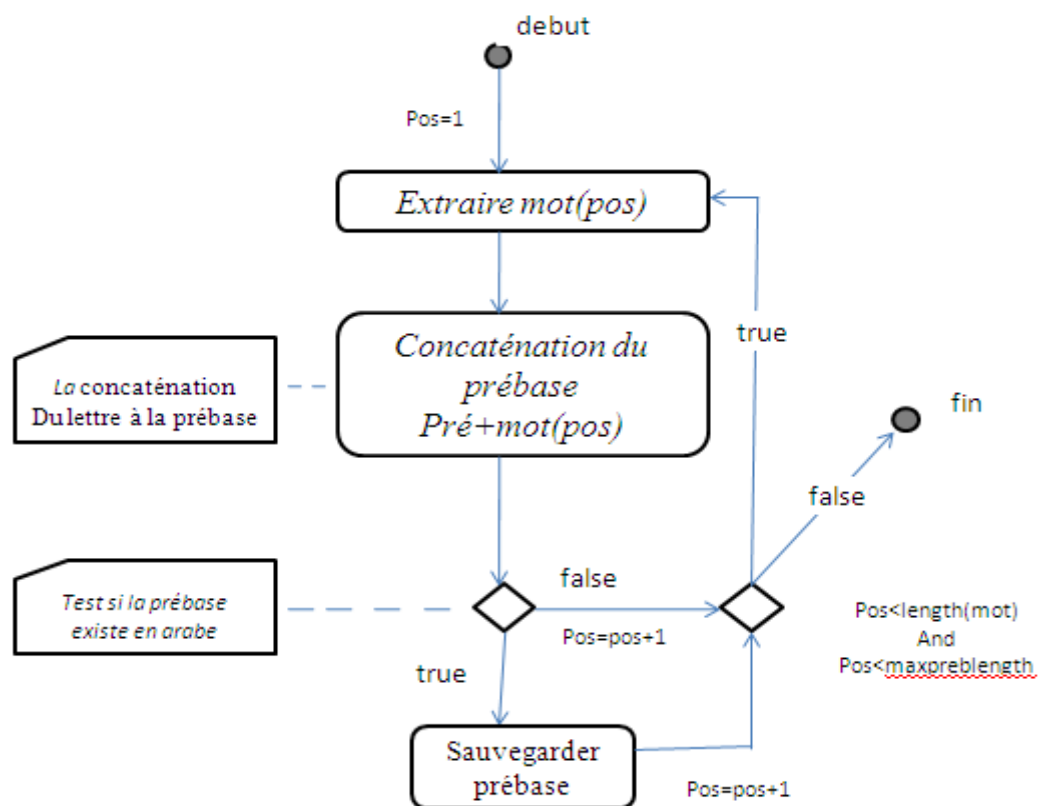 debut
Pos=1
Extraire mot(pos)
Concaténation du
prébase
Pré+mot(pos)
La concaténation
Du lettre à la prébase
true
fin
false
Test si la prébase
existe en arabe
false
Pos=pos+1
Pos<length(mot)
And
Pos<maxpreblength
true
Sauvegarder
prébase
Pos=pos+1